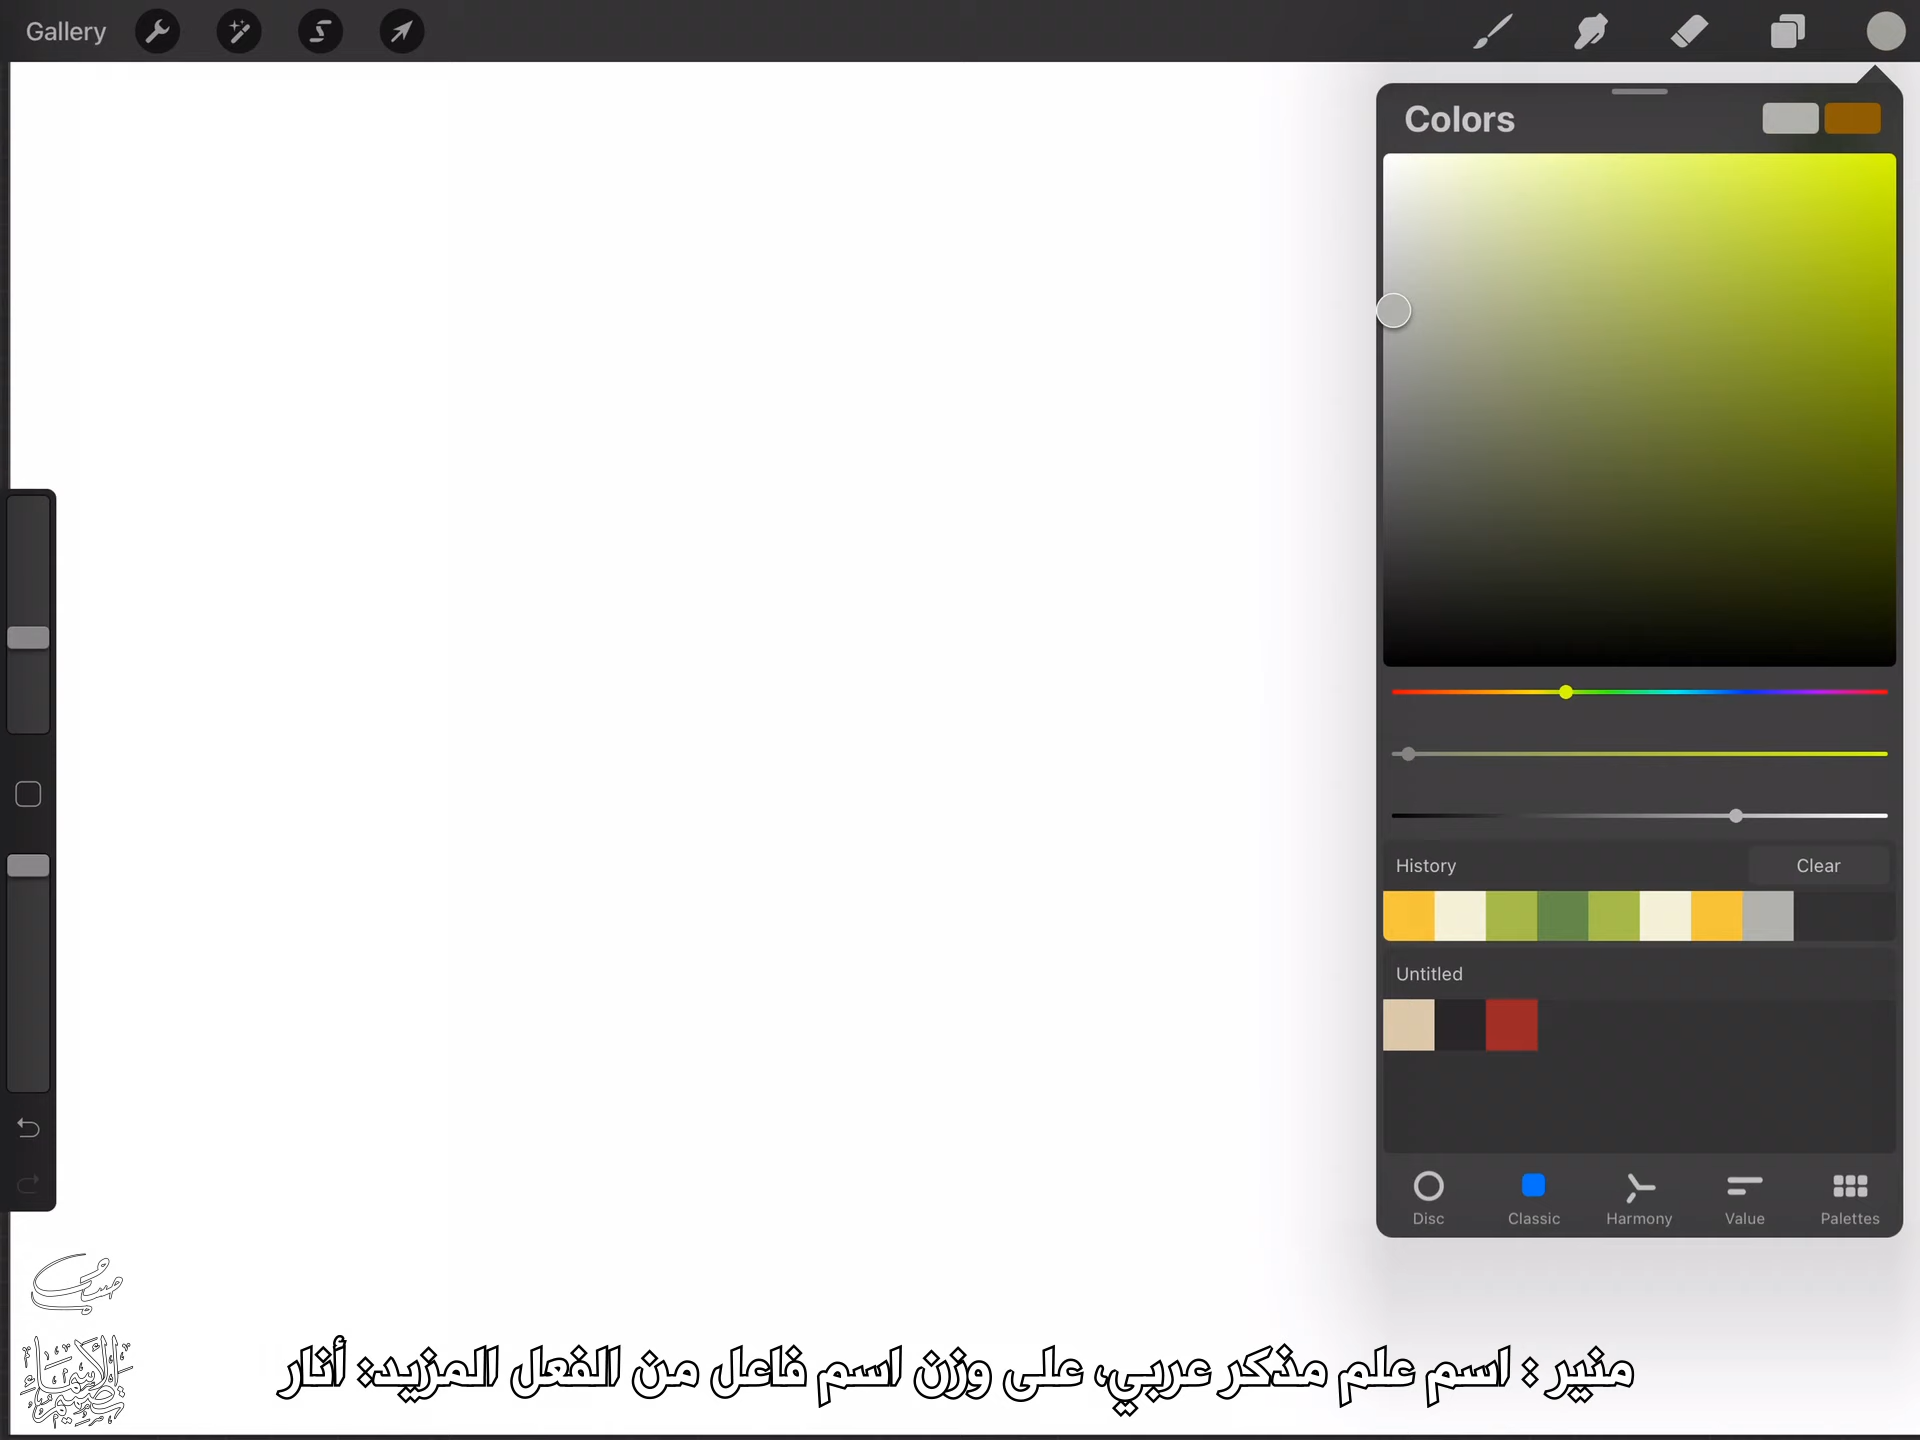 Gallery
Colors
History
Clear
Untitled
Disc
Classic
Harmony
Value
Palettes
منير : اسم علم مذكر عربي، على وزن اسم فاعل من الفعل المزيد: أنار